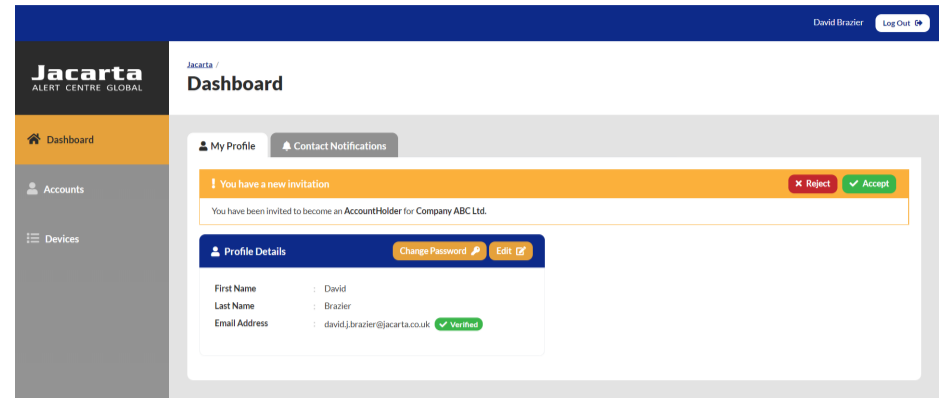 David Brazier Log Out
Jacarta
ALERT CENTRE GLOBAL
Jacarta /
Dashboard
Dashboard
Accounts
Devices
My Profile Contact Notifications
! You have a new invitation Reject Accept
You have been invited to become an AccountHolder for Company ABC Ltd.
Profile Details Change Password Edit
First Name : David
Last Name : Brazier
Email Address : david.j.brazier@jacarta.co.uk Verified